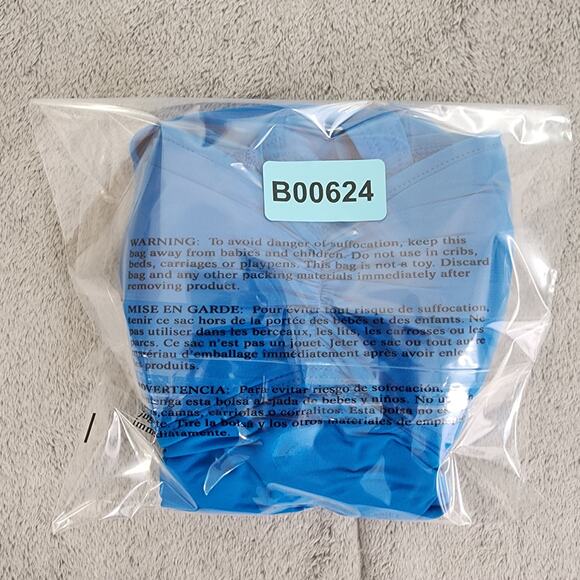 B00624
WARNING: To avoid danger of suffocation, keep this
bag away from babies and children. Do not use in cribs,
beds, carriages or playpens. This bag is not a toy. Discard
bag and any other packing materials immediately after
removing product.
MISE EN GARDE: Pour éviter tout risque de suffocation,
tenir ce sac hors de la portée des bébés et des enfants. Ne
pas utiliser dans les berceaux, les lits, les carrosses ou les
parcs. Ce sac n'est pas un jouet. Jeter ce sac ou tout autre
matériau d'emballage immédiatement après avoir enle
produits.
ADVERTENCIA: Para evitar riesgo de sofocación,
tenga esta bolsa alejada de bebes y niños. No u
camas, carriolas o corralitos. Esta bolsa no es
te. Tire la bolsa y los otros materiales de empa